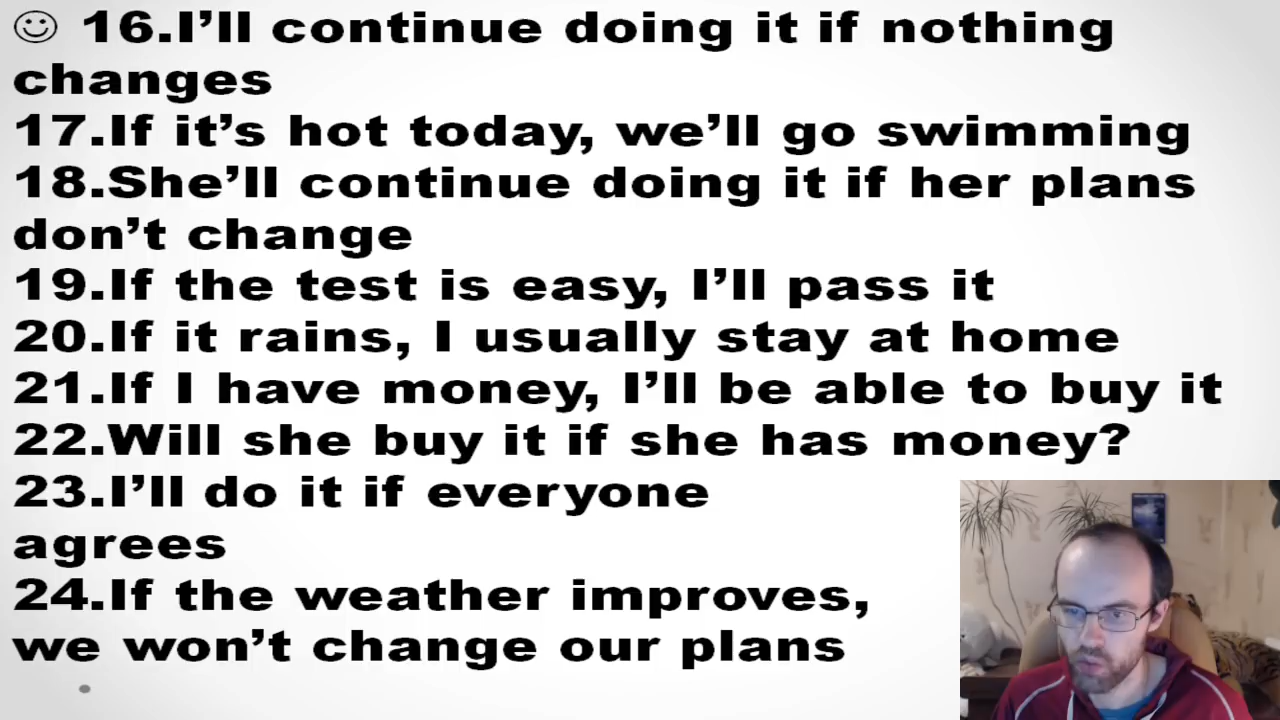 ☺ 16.I’ll continue doing it if nothing
changes
17.If it’s hot today, we’ll go swimming
18.She’ll continue doing it if her plans
don’t change
19.If the test is easy, I’ll pass it
20.If it rains, I usually stay at home
21.If I have money, I’ll be able to buy it
22.Will she buy it if she has money?
23.I’ll do it if everyone
agrees
24.If the weather improves,
we won’t change our plans